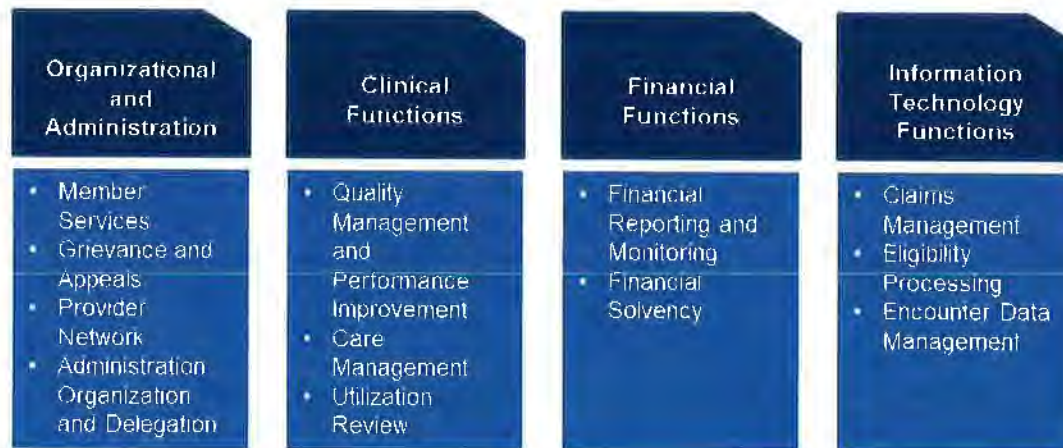 Organizational
and
Administration
• Member
Services
• Grievance and
Appeals
• Provider
Network
• Administration
Organization
and Delegation
Clinical
Functions
• Quality
Management
and
Performance
Improvement
• Care
Management
• Utilization
Review
Financial
Functions
• Financial
Reporting and
Monitoring
• Financial
Solvency
Information
Technology
Functions
• Claims
Management
• Eligibility
Processing
• Encounter Data
Management